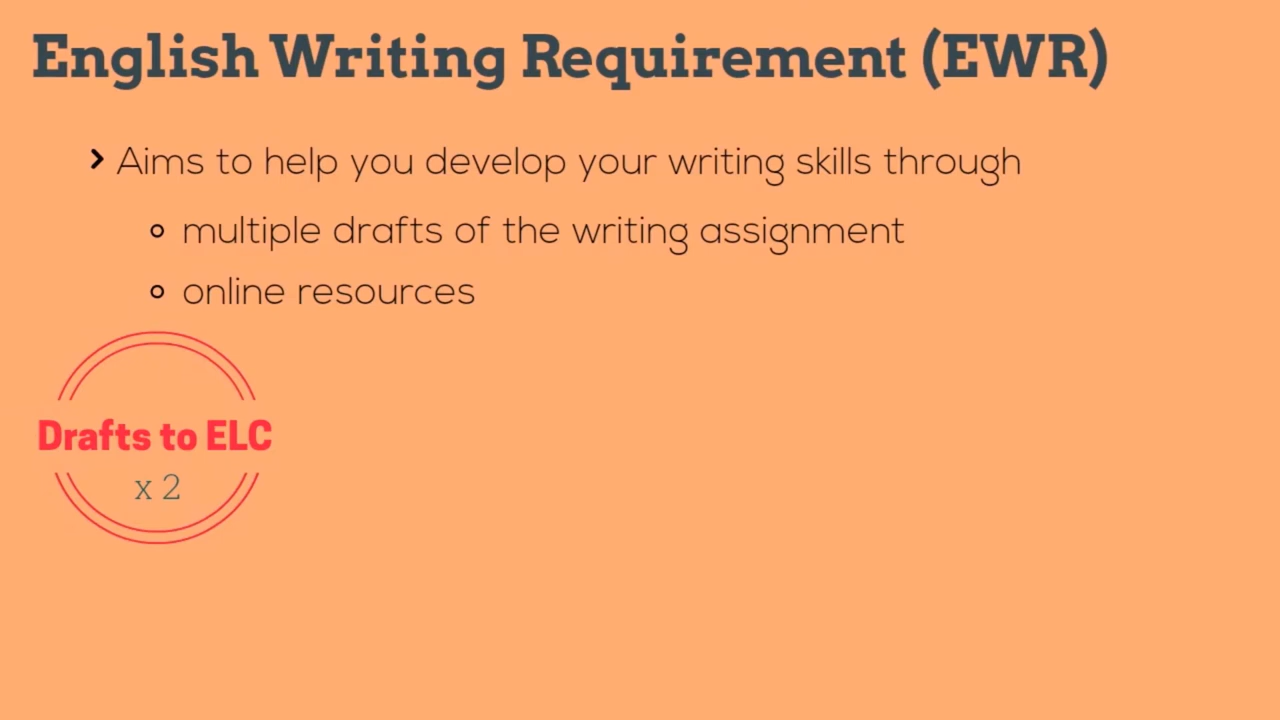 English Writing Requirement (EWR)
Aims to help you develop your writing skills through
multiple drafts of the writing assignment
online resources
Drafts to ELC
x 2